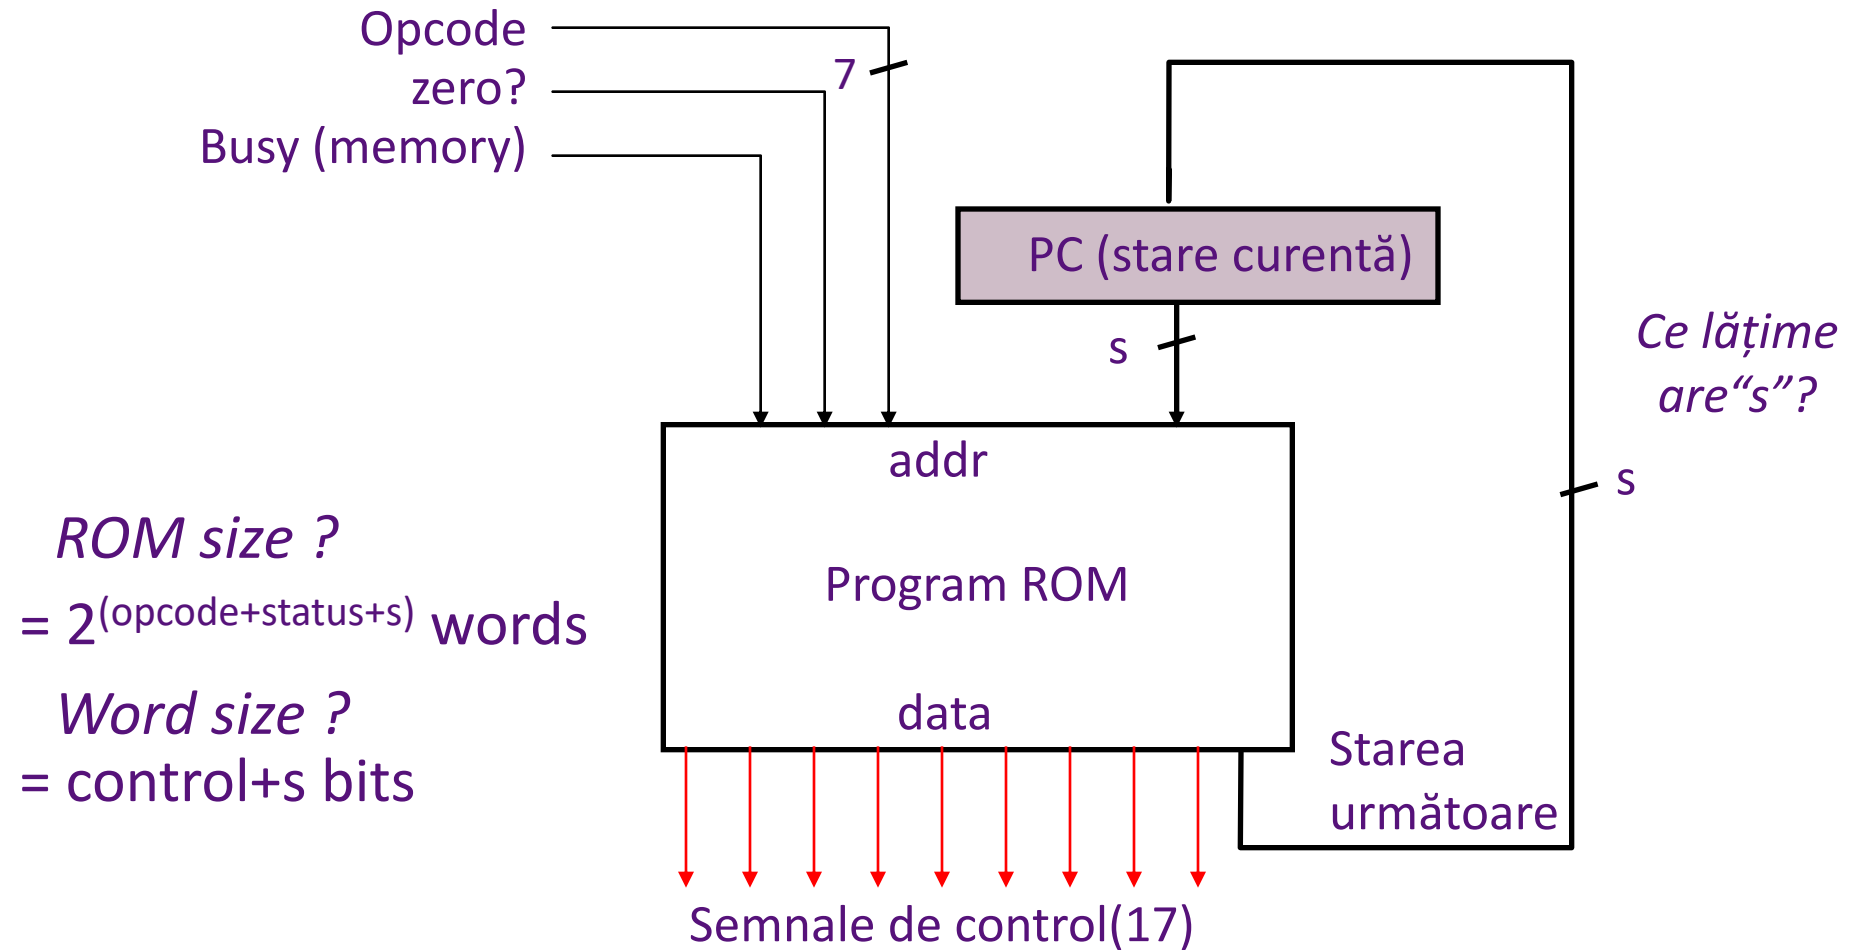 Opcode
zero?
Busy (memory)
7
PC (stare curentă)
s
Ce lățime
are“s”?
s
addr
Program ROM
data
ROM size ?
= 2^(opcode+status+s) words
Word size ?
= control+s bits
Starea
următoare
Semnale de control(17)